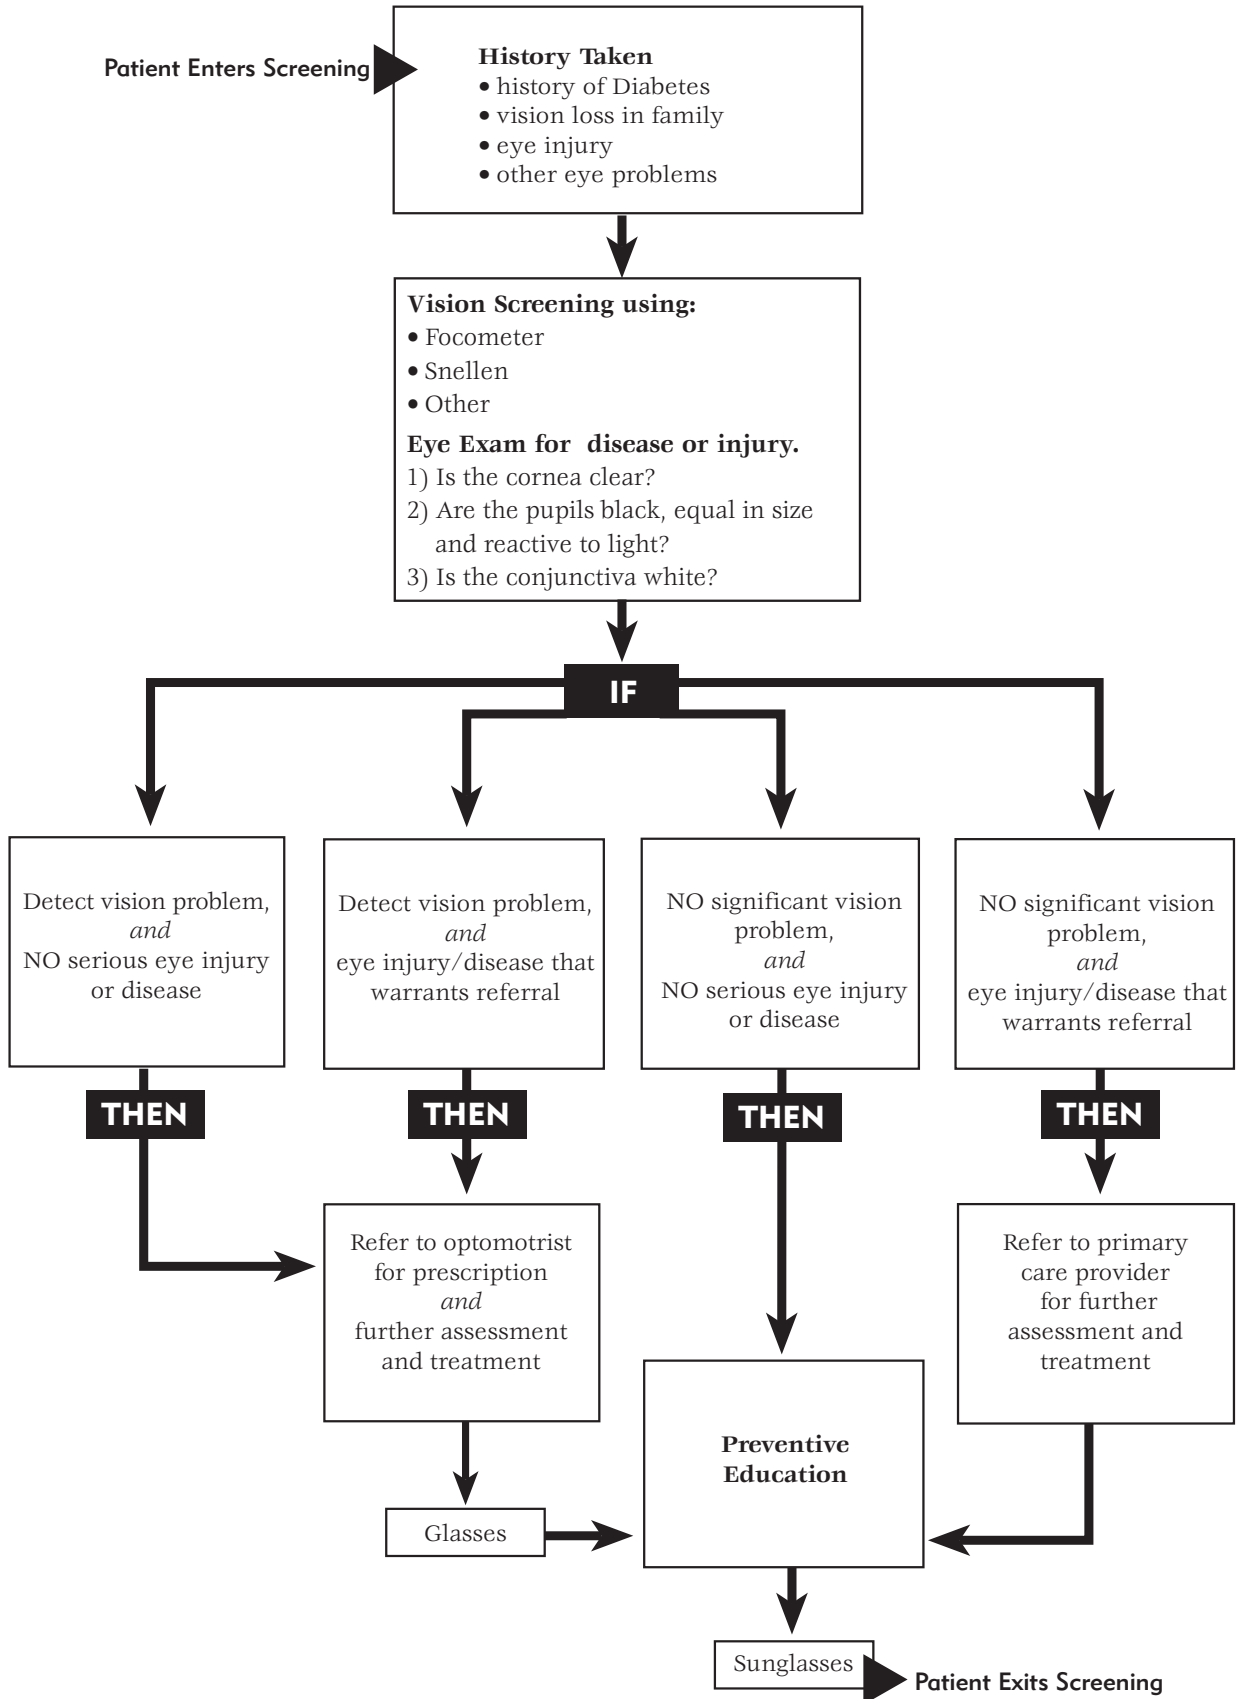 Patient Enters Screening
History Taken
• history of Diabetes
• vision loss in family
• eye injury
• other eye problems
Vision Screening using:
• Focometer
• Snellen
• Other
Eye Exam for disease or injury.
1) Is the cornea clear?
2) Are the pupils black, equal in size
and reactive to light?
3) Is the conjunctiva white?
IF
Detect vision problem,
and
NO serious eye injury
or disease
Detect vision problem,
and
eye injury/disease that
warrants referral
NO significant vision
problem,
and
NO serious eye injury
or disease
NO significant vision
problem,
and
eye injury/disease that
warrants referral
THEN
THEN
THEN
THEN
Refer to optomotrist
for prescription
and
further assessment
and treatment
Refer to primary
care provider
for further
assessment and
treatment
Preventive
Education
Glasses
Sunglasses
Patient Exits Screening